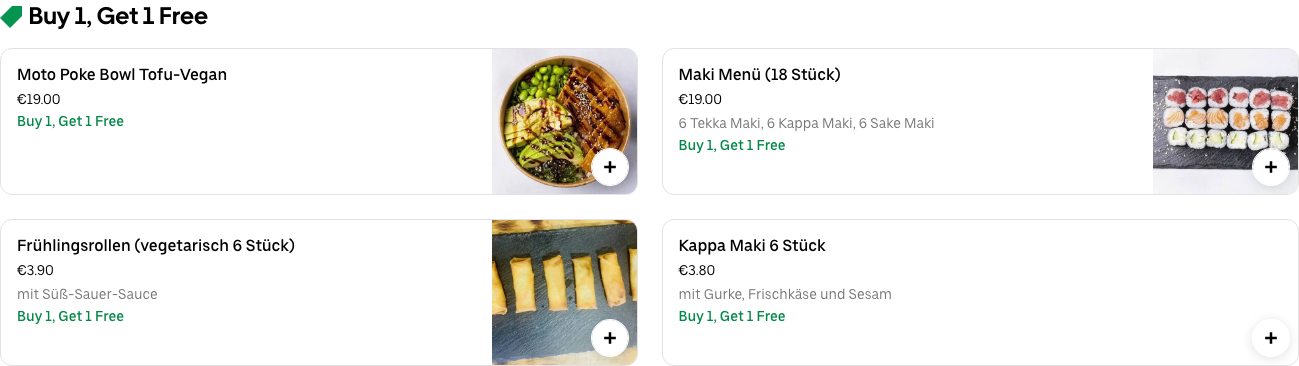 Buy 1, Get 1 Free
Moto Poke Bowl Tofu-Vegan
€19.00
Buy 1, Get 1 Free
Maki Menü (18 Stück)
€19.00
6 Tekka Maki, 6 Kappa Maki, 6 Sake Maki
Buy 1, Get 1 Free
Frühlingsrollen (vegetarisch 6 Stück)
€3.90
mit Süß-Sauer-Sauce
Buy 1, Get 1 Free
Kappa Maki 6 Stück
€3.80
mit Gurke, Frischkäse und Sesam
Buy 1, Get 1 Free